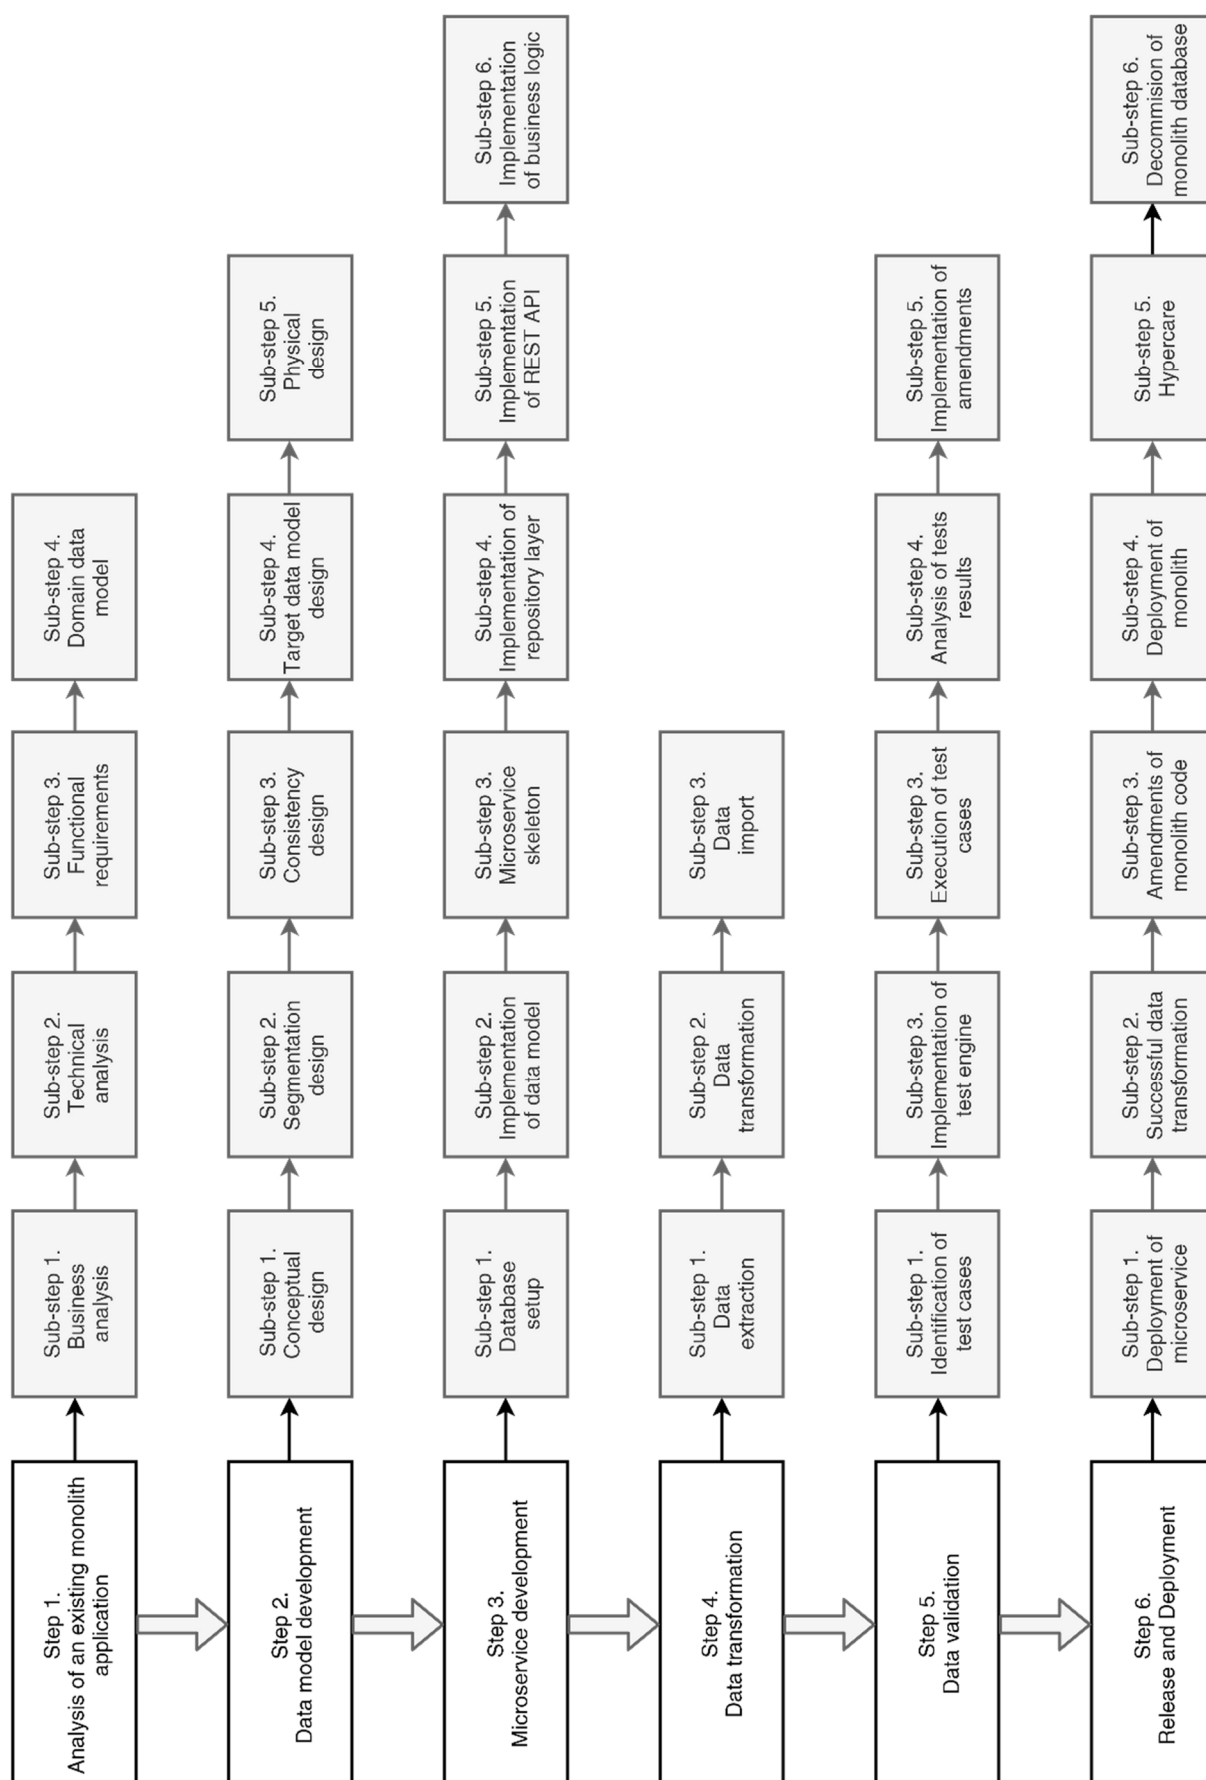 Step 1.
Analysis of an existing monolith
application
Sub-step 1.
Business
analysis
Sub-step 2.
Technical
analysis
Sub-step 3.
Functional
requirements
Sub-step 4.
Domain data
model
Step 2.
Data model development
Sub-step 1.
Conceptual
design
Sub-step 2.
Segmentation
design
Sub-step 3.
Consistency
design
Sub-step 4.
Target data model
design
Sub-step 5.
Physical
design
Step 3.
Microservice development
Sub-step 1.
Database
setup
Sub-step 2.
Implementation
of data model
Sub-step 3.
Microservice
skeleton
Sub-step 4.
Implementation of
repository layer
Sub-step 5.
Implementation
of REST API
Sub-step 6.
Implementation
of business logic
Step 4.
Data transformation
Sub-step 1.
Data
extraction
Sub-step 2.
Data
transformation
Sub-step 3.
Data
import
Step 5.
Data validation
Sub-step 1.
Identification of
test cases
Sub-step 3.
Implementation of
test engine
Sub-step 3.
Execution of test
cases
Sub-step 4.
Analysis of tests
results
Sub-step 5.
Implementation of
amendments
Step 6.
Release and Deployment
Sub-step 1.
Deployment of
microservice
Sub-step 2.
Successful data
transformation
Sub-step 3.
Amendments of
monolith code
Sub-step 4.
Deployment of
monolith
Sub-step 5.
Hypercare
Sub-step 6.
Decommision of
monolith database